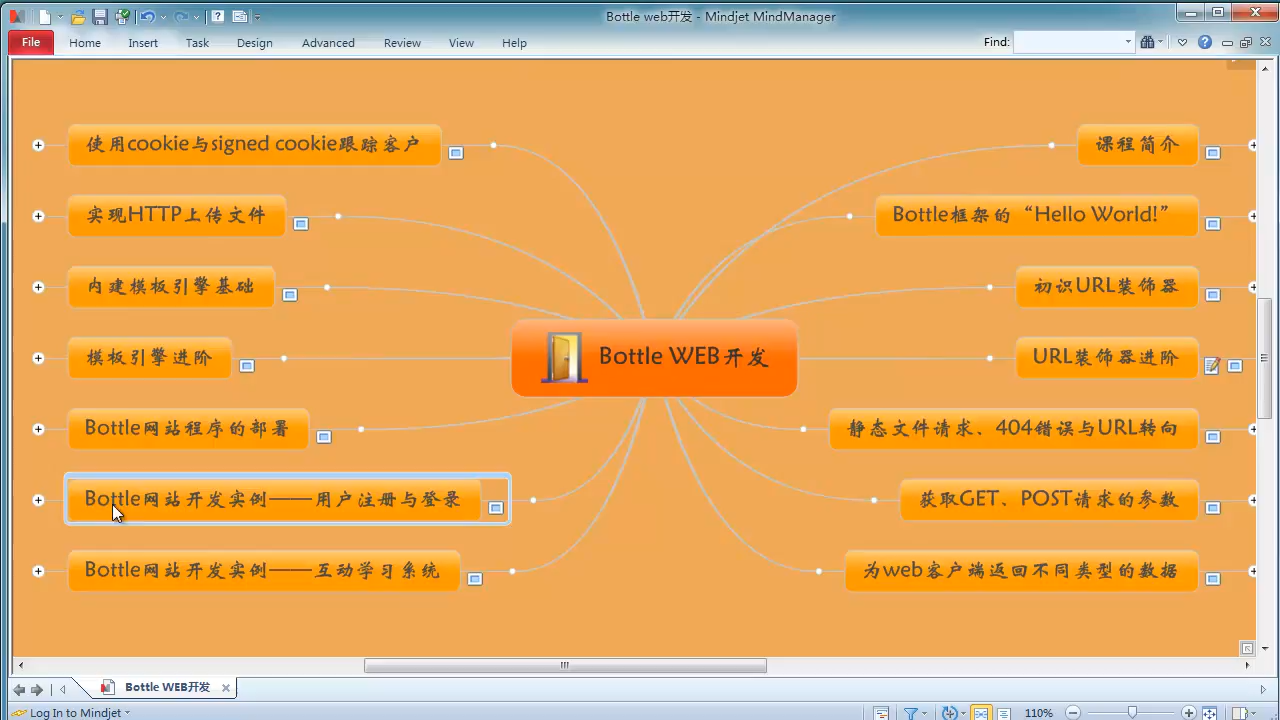 Bottle web开发 - Mindjet MindManager
File Home Insert Task Design Advanced Review View Help Find:
使用cookie与signed cookie跟踪客户
课程简介
实现HTTP上传文件
Bottle框架的“Hello World!”
内建模板引擎基础
初识URL装饰器
模板引擎进阶
Bottle WEB开发
URL装饰器进阶
Bottle网站程序的部署
静态文件请求、404错误与URL转向
Bottle网站开发实例——用户注册与登录
获取GET、POST请求的参数
Bottle网站开发实例——互动学习系统
为web客户端返回不同类型的数据
Bottle WEB开发
Log In to Mindjet
110%